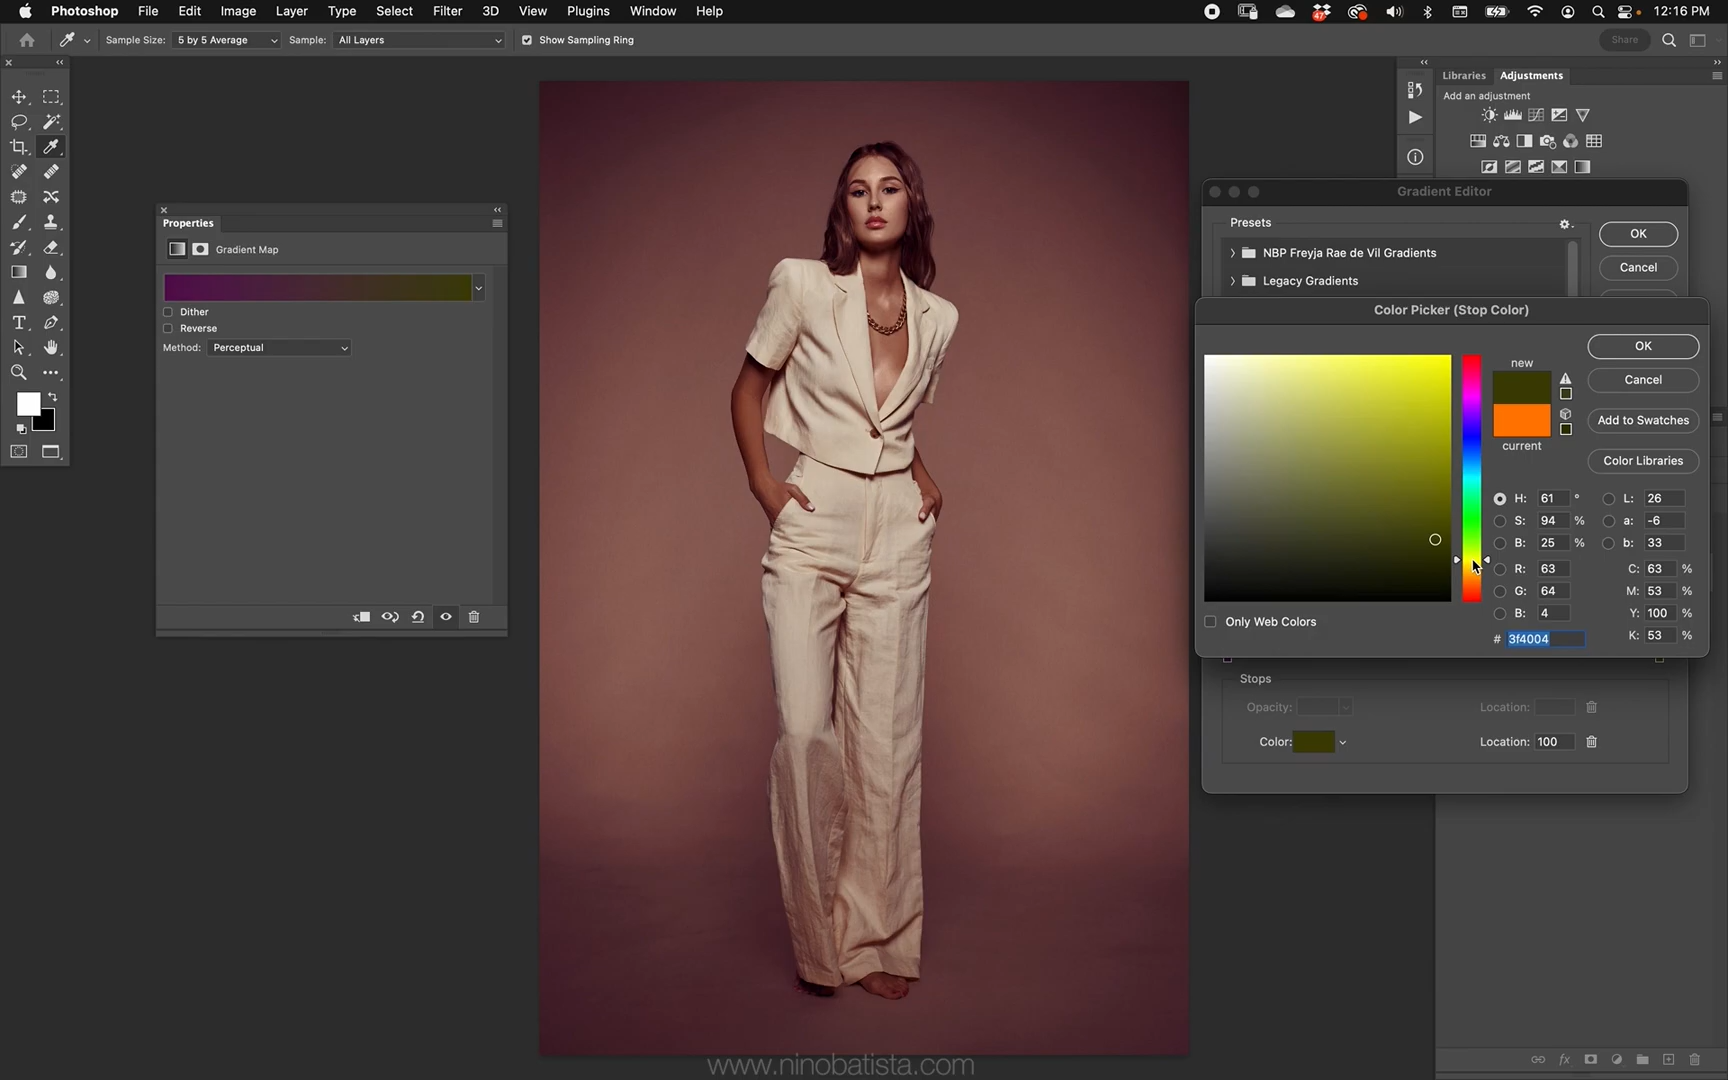 Photoshop File Edit Image Layer Type Select Filter 3D View Plugins Window Help 47 12:16 PM
Sample Size: 5 by 5 Average Sample: All Layers Show Sampling Ring Share
Libraries Adjustments
Add an adjustment
Properties
Gradient Map
Dither
Reverse
Method: Perceptual
Gradient Editor
Presets
OK
NBP Freyja Rae de Vil Gradients
Cancel
Legacy Gradients
Color Picker (Stop Color)
new
OK
Cancel
Add to Swatches
current
Color Libraries
H: 61 ° L: 26
S: 94 % a: -6
B: 25 % b: 33
R: 63 C: 63 %
G: 64 M: 53 %
B: 4 Y: 100 %
# 3f4004 K: 53 %
Only Web Colors
Stops
Opacity: Location:
Color: Location: 100
www.ninobatista.com